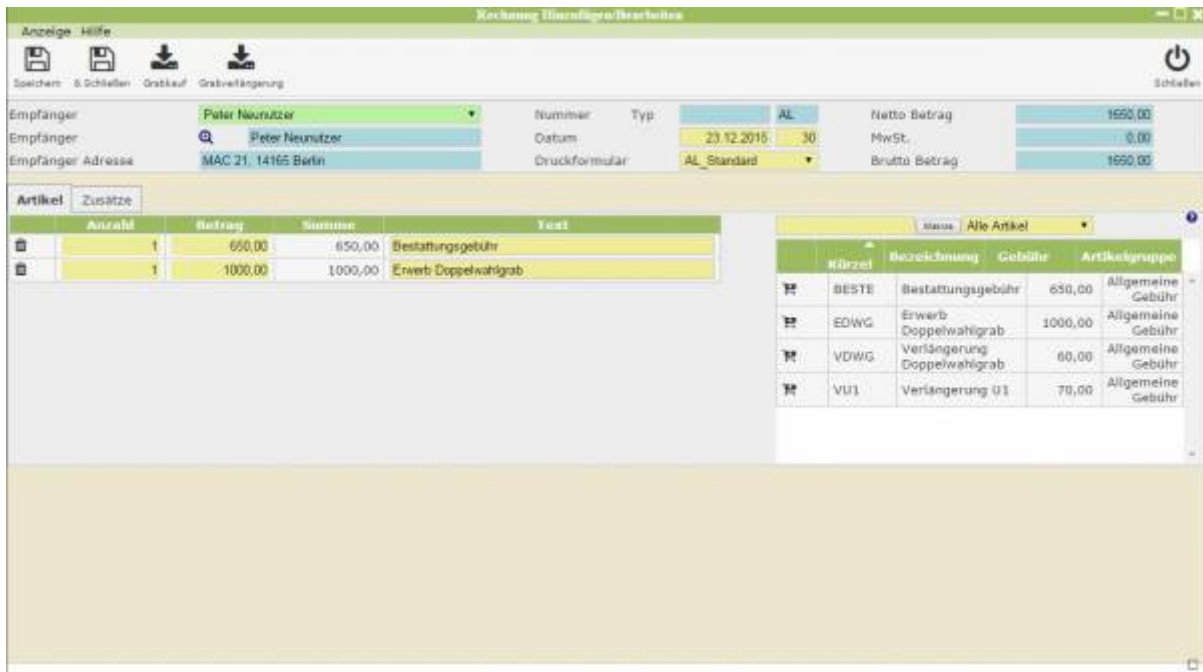 Rechnung Hinzufügen/Bearbeiten
Anzeige Hilfe
Speichern & Schließen Grabkauf Grabverlängerung Schließen
Empfänger Peter Neunutzer Nummer Typ AL Netto Betrag 1650,00
Empfänger Peter Neunutzer Datum 23.12.2015 30 MwSt. 0,00
Empfänger Adresse MAC 21, 14165 Berlin Druckformular AL_Standard Brutto Betrag 1650,00
Artikel Zusätze
Anzahl Betrag Summe Text
1 650,00 650,00 Bestattungsgebühr
1 1000,00 1000,00 Erwerb Doppelwahlgrab
Alle Artikel
Kürzel Bezeichnung Gebühr Artikelgruppe
BESTE Bestattungsgebühr 650,00 Allgemeine
Gebühr
EDWG Erwerb
Doppelwahlgrab 1000,00 Allgemeine
Gebühr
VDWG Verlängerung
Doppelwahlgrab 60,00 Allgemeine
Gebühr
VU1 Verlängerung U1 70,00 Allgemeine
Gebühr